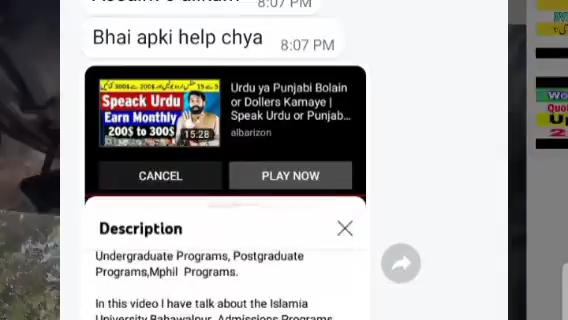 8:07 PM
Bhai apki help chya
8:07 PM
Speack Urdu
Earn Monthly
200$ to 300$
15:28
Urdu ya Punjabi Bolain
or Dollers Kamaye |
Speak Urdu or Punjab...
albarizon
CANCEL
PLAY NOW
Description
Undergraduate Programs, Postgraduate
Programs,Mphil Programs.
In this video I have talk about the Islamia
University Bahawalpur Admissions Programs